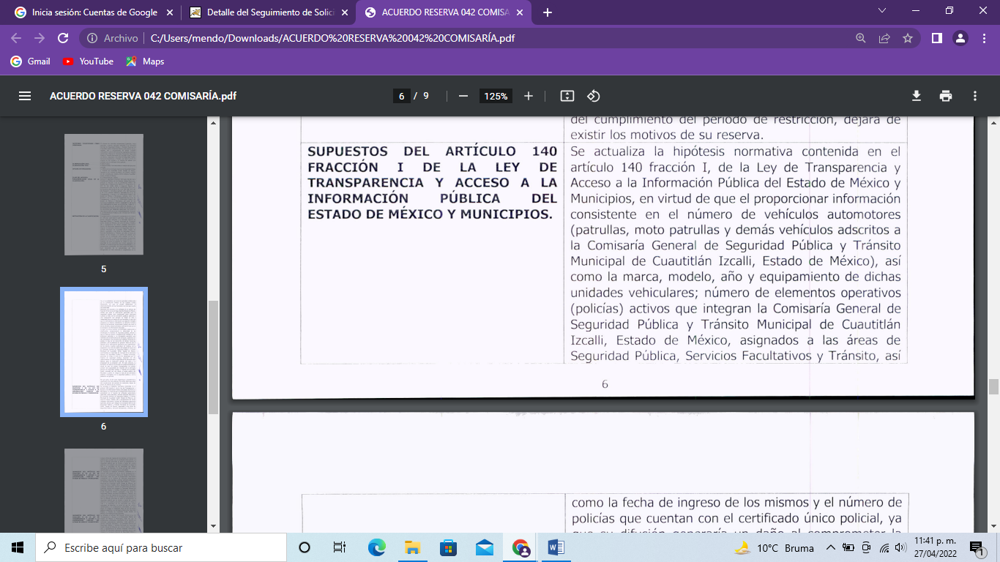 Inicia sesión: Cuentas de Google
Detalle del Seguimiento de Solici
ACUERDO RESERVA 042 COMISA
Archivo
C:/Users/mendo/Downloads/ACUERDO%20RESERVA%20042%20COMISARÍA.pdf
Gmail
YouTube
Maps
ACUERDO RESERVA 042 COMISARÍA.pdf
6 / 9
125%
5
6
del cumplimiento del periodo de restricción, dejará de
existir los motivos de su reserva.
SUPUESTOS DEL ARTÍCULO 140
FRACCIÓN I DE LA LEY DE
TRANSPARENCIA Y ACCESO A LA
INFORMACIÓN PÚBLICA DEL
ESTADO DE MÉXICO Y MUNICIPIOS.
Se actualiza la hipótesis normativa contenida en el
artículo 140 fracción I, de la Ley de Transparencia y
Acceso a la Información Pública del Estado de México y
Municipios, en virtud de que el proporcionar información
consistente en el número de vehículos automotores
(patrullas, moto patrullas y demás vehículos adscritos a
la Comisaría General de Seguridad Pública y Tránsito
Municipal de Cuautitlán Izcalli, Estado de México), así
como la marca, modelo, año y equipamiento de dichas
unidades vehiculares; número de elementos operativos
(policías) activos que integran la Comisaría General de
Seguridad Pública y Tránsito Municipal de Cuautitlán
Izcalli, Estado de México, asignados a las áreas de
Seguridad Pública, Servicios Facultativos y Tránsito, así
6
como la fecha de ingreso de los mismos y el número de
policías que cuentan con el certificado único policial, ya
Escribe aquí para buscar
10°C Bruma
11:41 p. m.
27/04/2022
1